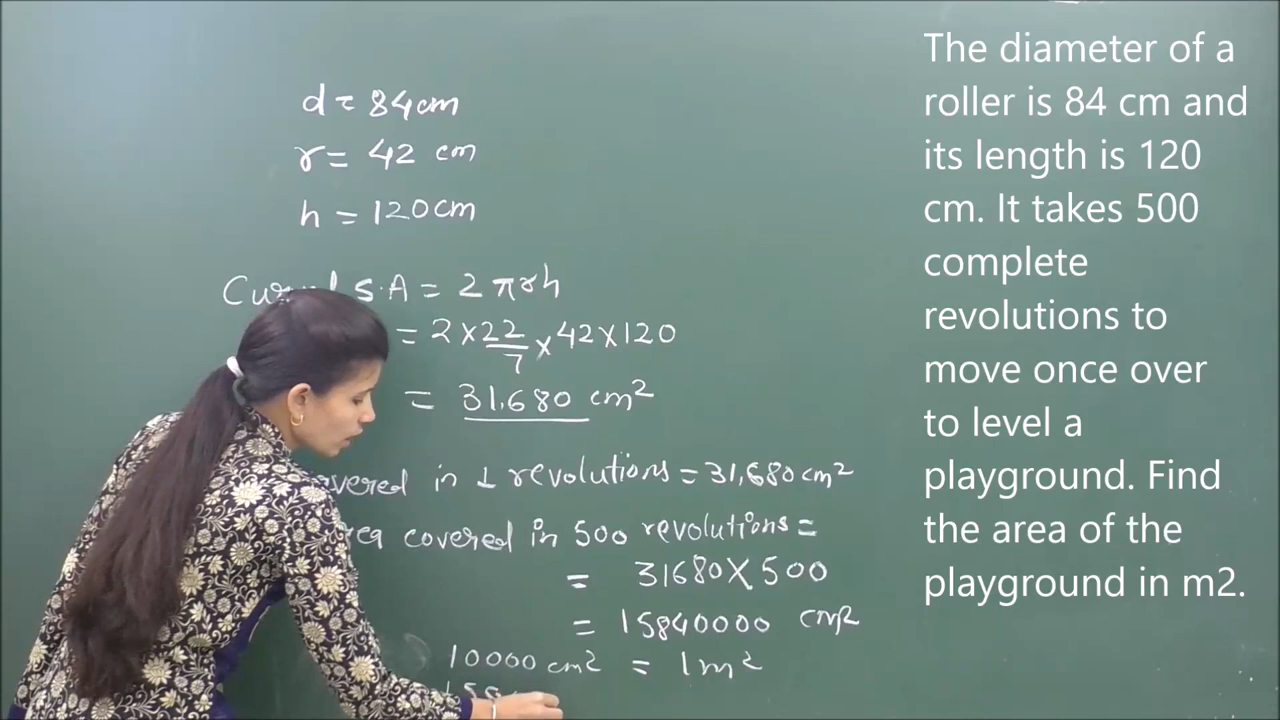 d = 84cm
r = 42 cm
h = 120cm
S.A = 2πrh
= 2 × 22/7 × 42 × 120
= 31,680 cm²
in 1 revolutions = 31,680 cm²
covered in 500 revolutions =
= 31680 × 500
= 15840000 cm²
10000 cm² = 1m²
The diameter of a
roller is 84 cm and
its length is 120
cm. It takes 500
complete
revolutions to
move once over
to level a
playground. Find
the area of the
playground in m2.